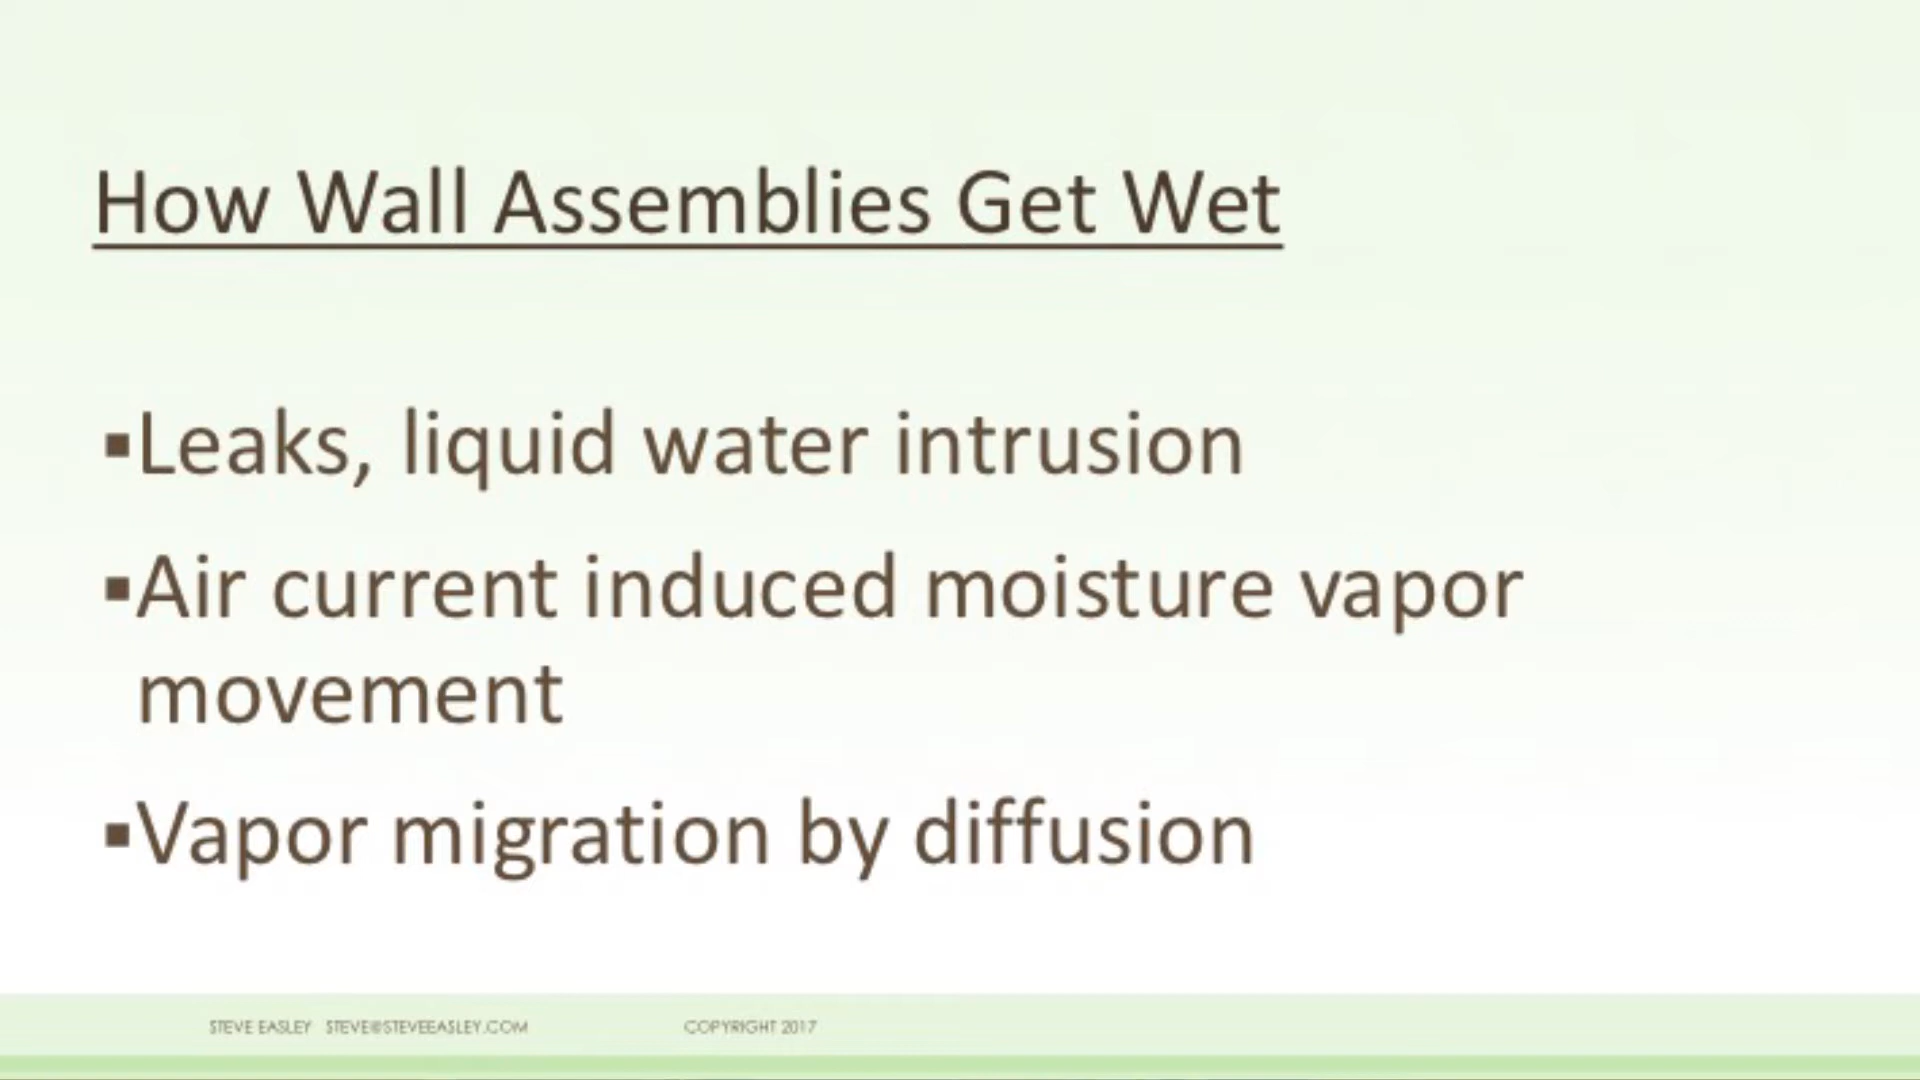 How Wall Assemblies Get Wet
▪Leaks, liquid water intrusion
▪Air current induced moisture vapor
movement
▪Vapor migration by diffusion
STEVE EASLEY STEVE@STEVEEASLEY.COM COPYRIGHT 2017